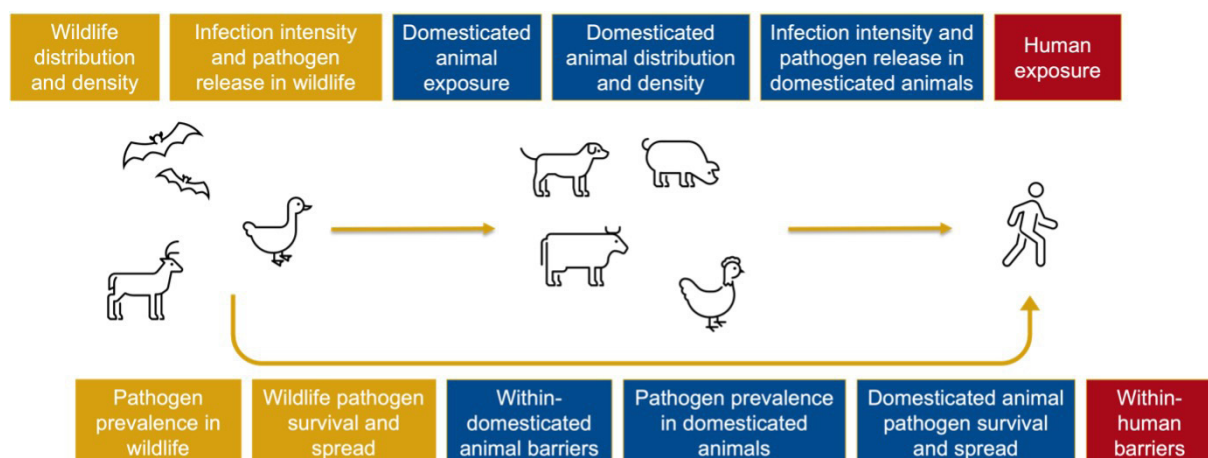 Wildlife
distribution
and density
Infection intensity
and pathogen
release in wildlife
Domesticated
animal
exposure
Domesticated
animal distribution
and density
Infection intensity and
pathogen release in
domesticated animals
Human
exposure
Pathogen
prevalence in
wildlife
Wildlife pathogen
survival and
spread
Within-
domesticated
animal barriers
Pathogen prevalence
in domesticated
animals
Domesticated animal
pathogen survival
and spread
Within-
human
barriers